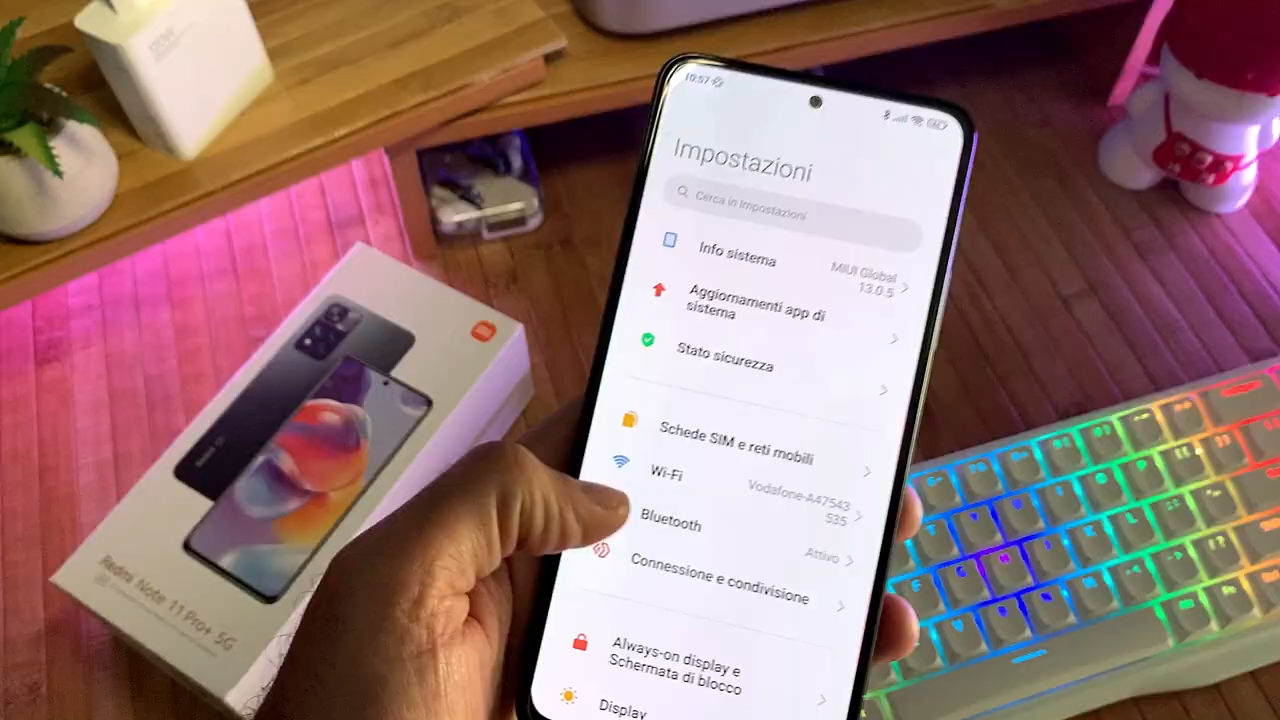 120W
10:57
Impostazioni
Cerca in Impostazioni
Info sistema
MIUI Global
13.0.5
Aggiornamenti app di
sistema
Stato sicurezza
Schede SIM e reti mobili
Wi-Fi
Vodafone-A47543
535
Bluetooth
Attivo
Connessione e condivisione
Always-on display e
Schermata di blocco
Display
Redmi Note 11 Pro+ 5G